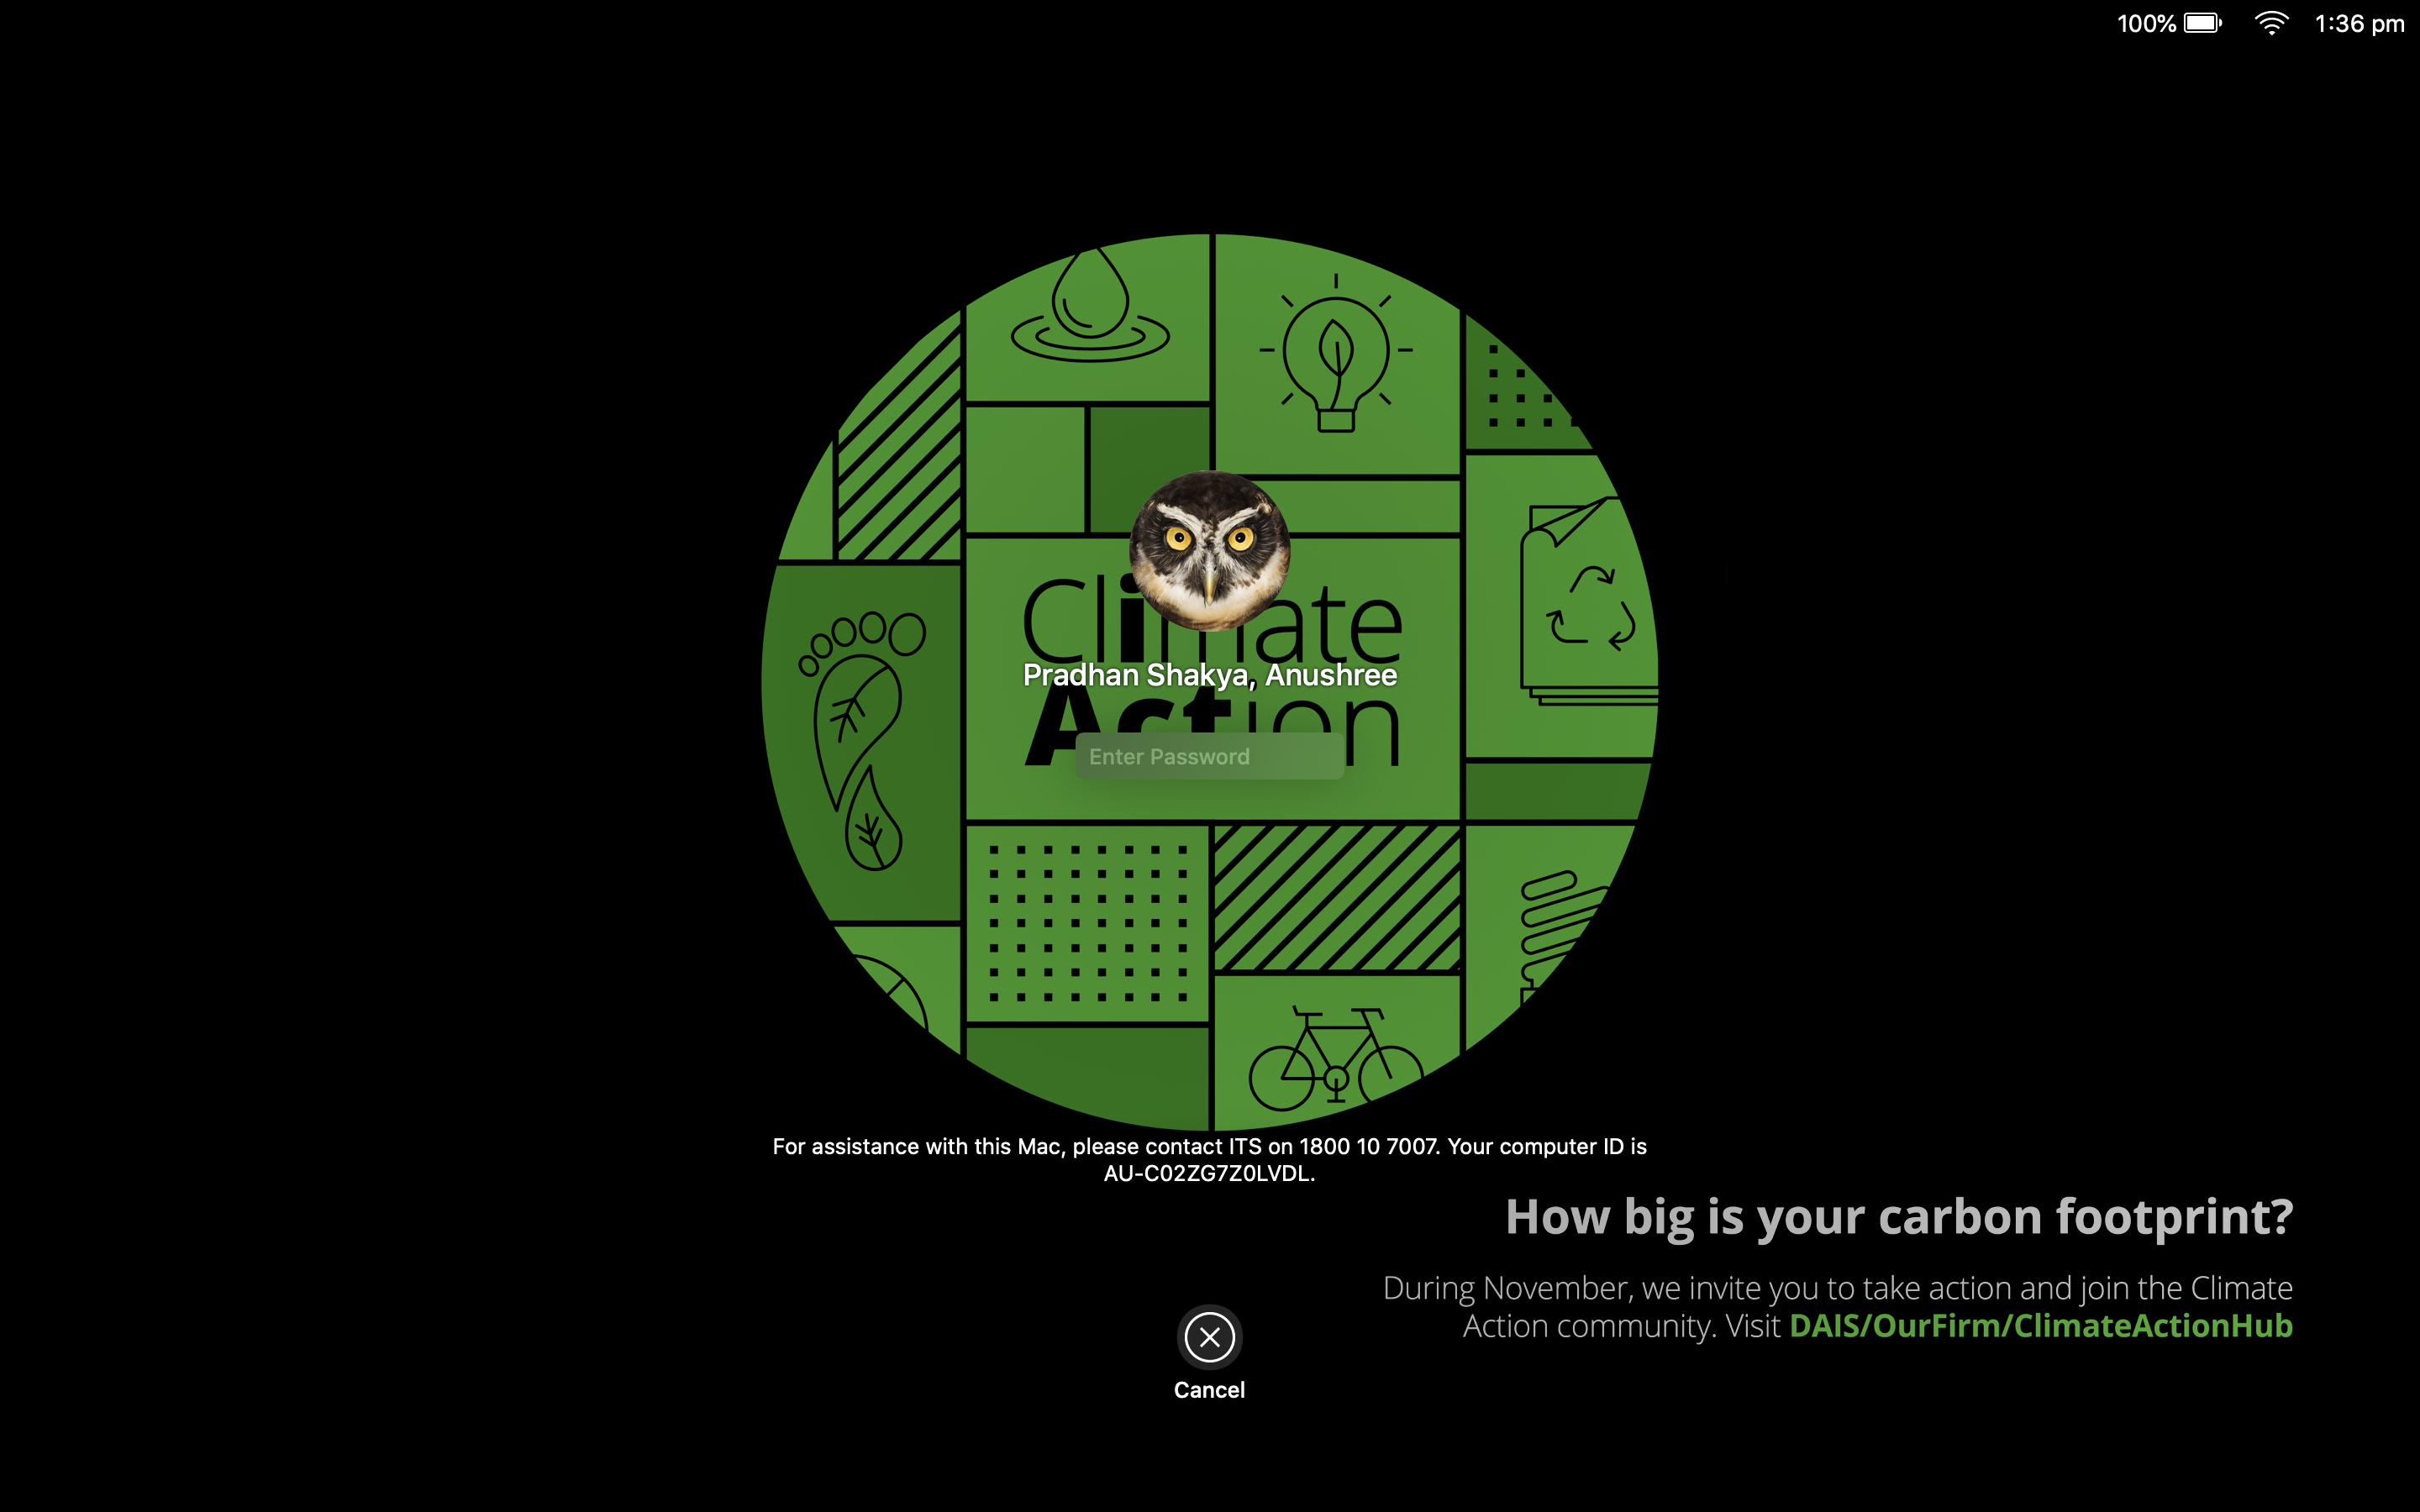 100% 1:36 pm
Climate
Pradhan Shakya, Anushree
Action
Enter Password
For assistance with this Mac, please contact ITS on 1800 10 7007. Your computer ID is
AU-C02ZG7Z0LVDL.
How big is your carbon footprint?
During November, we invite you to take action and join the Climate
Action community. Visit DAIS/OurFirm/ClimateActionHub
Cancel